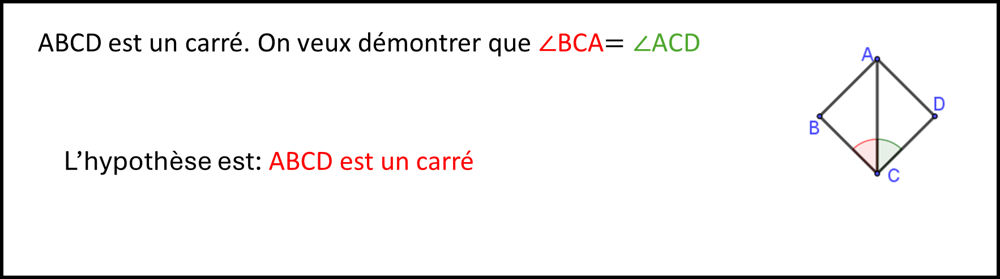 ABCD est un carré. On veux démontrer que ∠BCA= ∠ACD
A
D
B
L’hypothèse est: ABCD est un carré
C